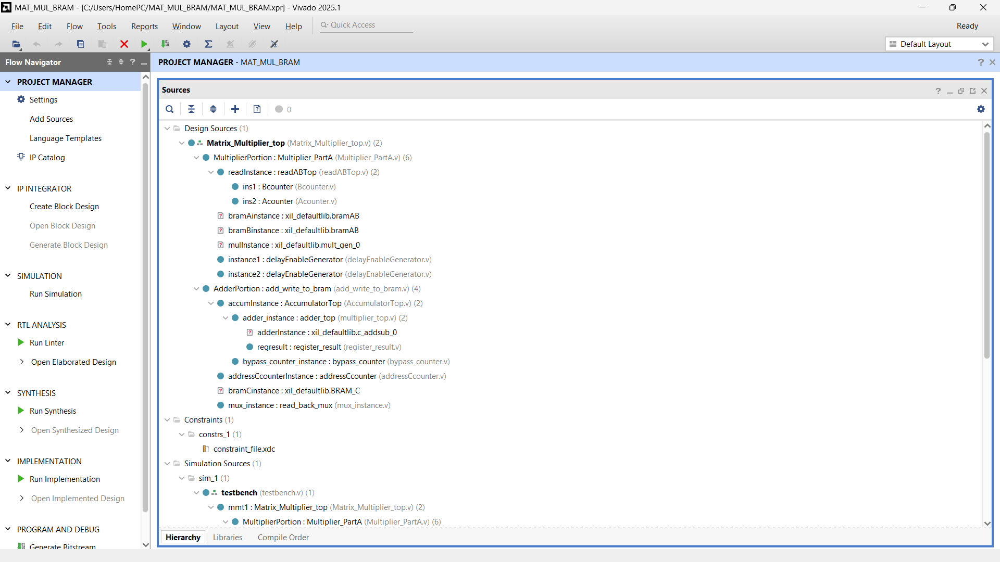 MAT_MUL_BRAM - [C:/Users/HomePC/MAT_MUL_BRAM/MAT_MUL_BRAM.xpr] - Vivado 2025.1
File Edit Flow Tools Reports Window Layout View Help Quick Access Ready
Default Layout
Flow Navigator ?
PROJECT MANAGER - MAT_MUL_BRAM ?
PROJECT MANAGER
Settings
Add Sources
Language Templates
IP Catalog
IP INTEGRATOR
Create Block Design
Open Block Design
Generate Block Design
SIMULATION
Run Simulation
RTL ANALYSIS
Run Linter
Open Elaborated Design
SYNTHESIS
Run Synthesis
Open Synthesized Design
IMPLEMENTATION
Run Implementation
Open Implemented Design
PROGRAM AND DEBUG
Generate Bitstream
Sources ?
0
Design Sources (1)
Matrix_Multiplier_top (Matrix_Multiplier_top.v) (2)
MultiplierPortion : Multiplier_PartA (Multiplier_PartA.v) (6)
readInstance : readABTop (readABTop.v) (2)
ins1 : Bcounter (Bcounter.v)
ins2 : Acounter (Acounter.v)
bramAinstance : xil_defaultlib.bramAB
bramBinstance : xil_defaultlib.bramAB
mulInstance : xil_defaultlib.mult_gen_0
instance1 : delayEnableGenerator (delayEnableGenerator.v)
instance2 : delayEnableGenerator (delayEnableGenerator.v)
AdderPortion : add_write_to_bram (add_write_to_bram.v) (4)
accumInstance : AccumulatorTop (AccumulatorTop.v) (2)
adder_instance : adder_top (multiplier_top.v) (2)
adderInstance : xil_defaultlib.c_addsub_0
regresult : register_result (register_result.v)
bypass_counter_instance : bypass_counter (bypass_counter.v)
addressCcounterInstance : addressCcounter (addressCcounter.v)
bramCinstance : xil_defaultlib.BRAM_C
mux_instance : read_back_mux (mux_instance.v)
Constraints (1)
constrs_1 (1)
constraint_file.xdc
Simulation Sources (1)
sim_1 (1)
testbench (testbench.v) (1)
mmt1 : Matrix_Multiplier_top (Matrix_Multiplier_top.v) (2)
MultiplierPortion : Multiplier_PartA (Multiplier_PartA.v) (6)
Hierarchy Libraries Compile Order